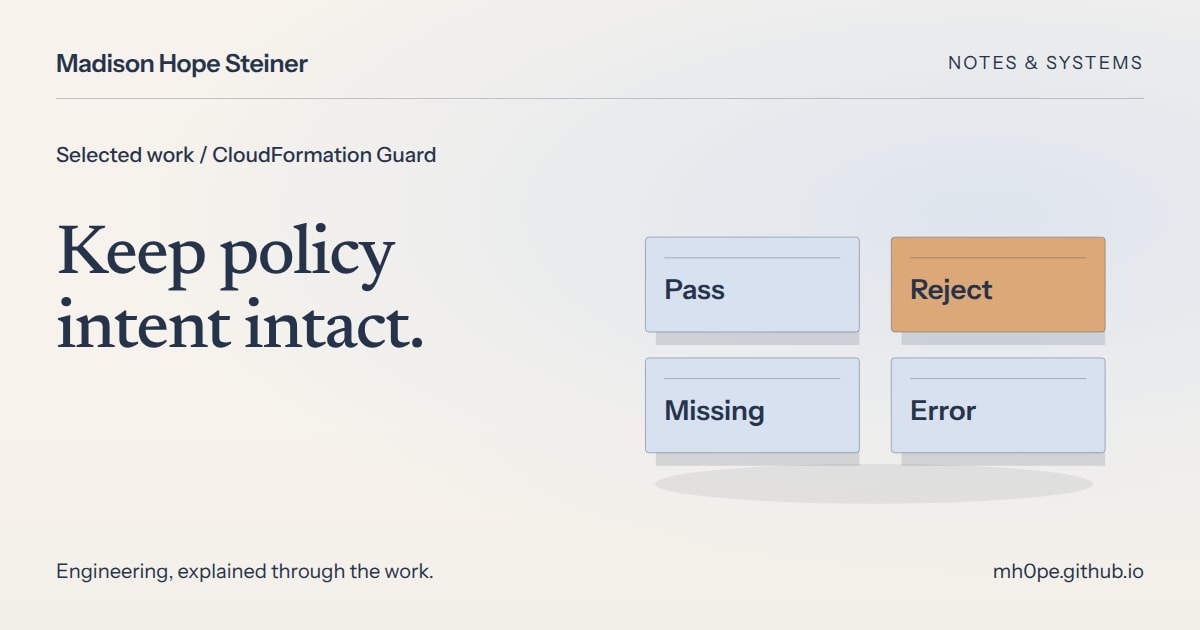 Madison Hope Steiner
NOTES & SYSTEMS
Selected work / CloudFormation Guard
Keep policy
intent intact.
Pass
Reject
Missing
Error
Engineering, explained through the work.
mh0pe.github.io